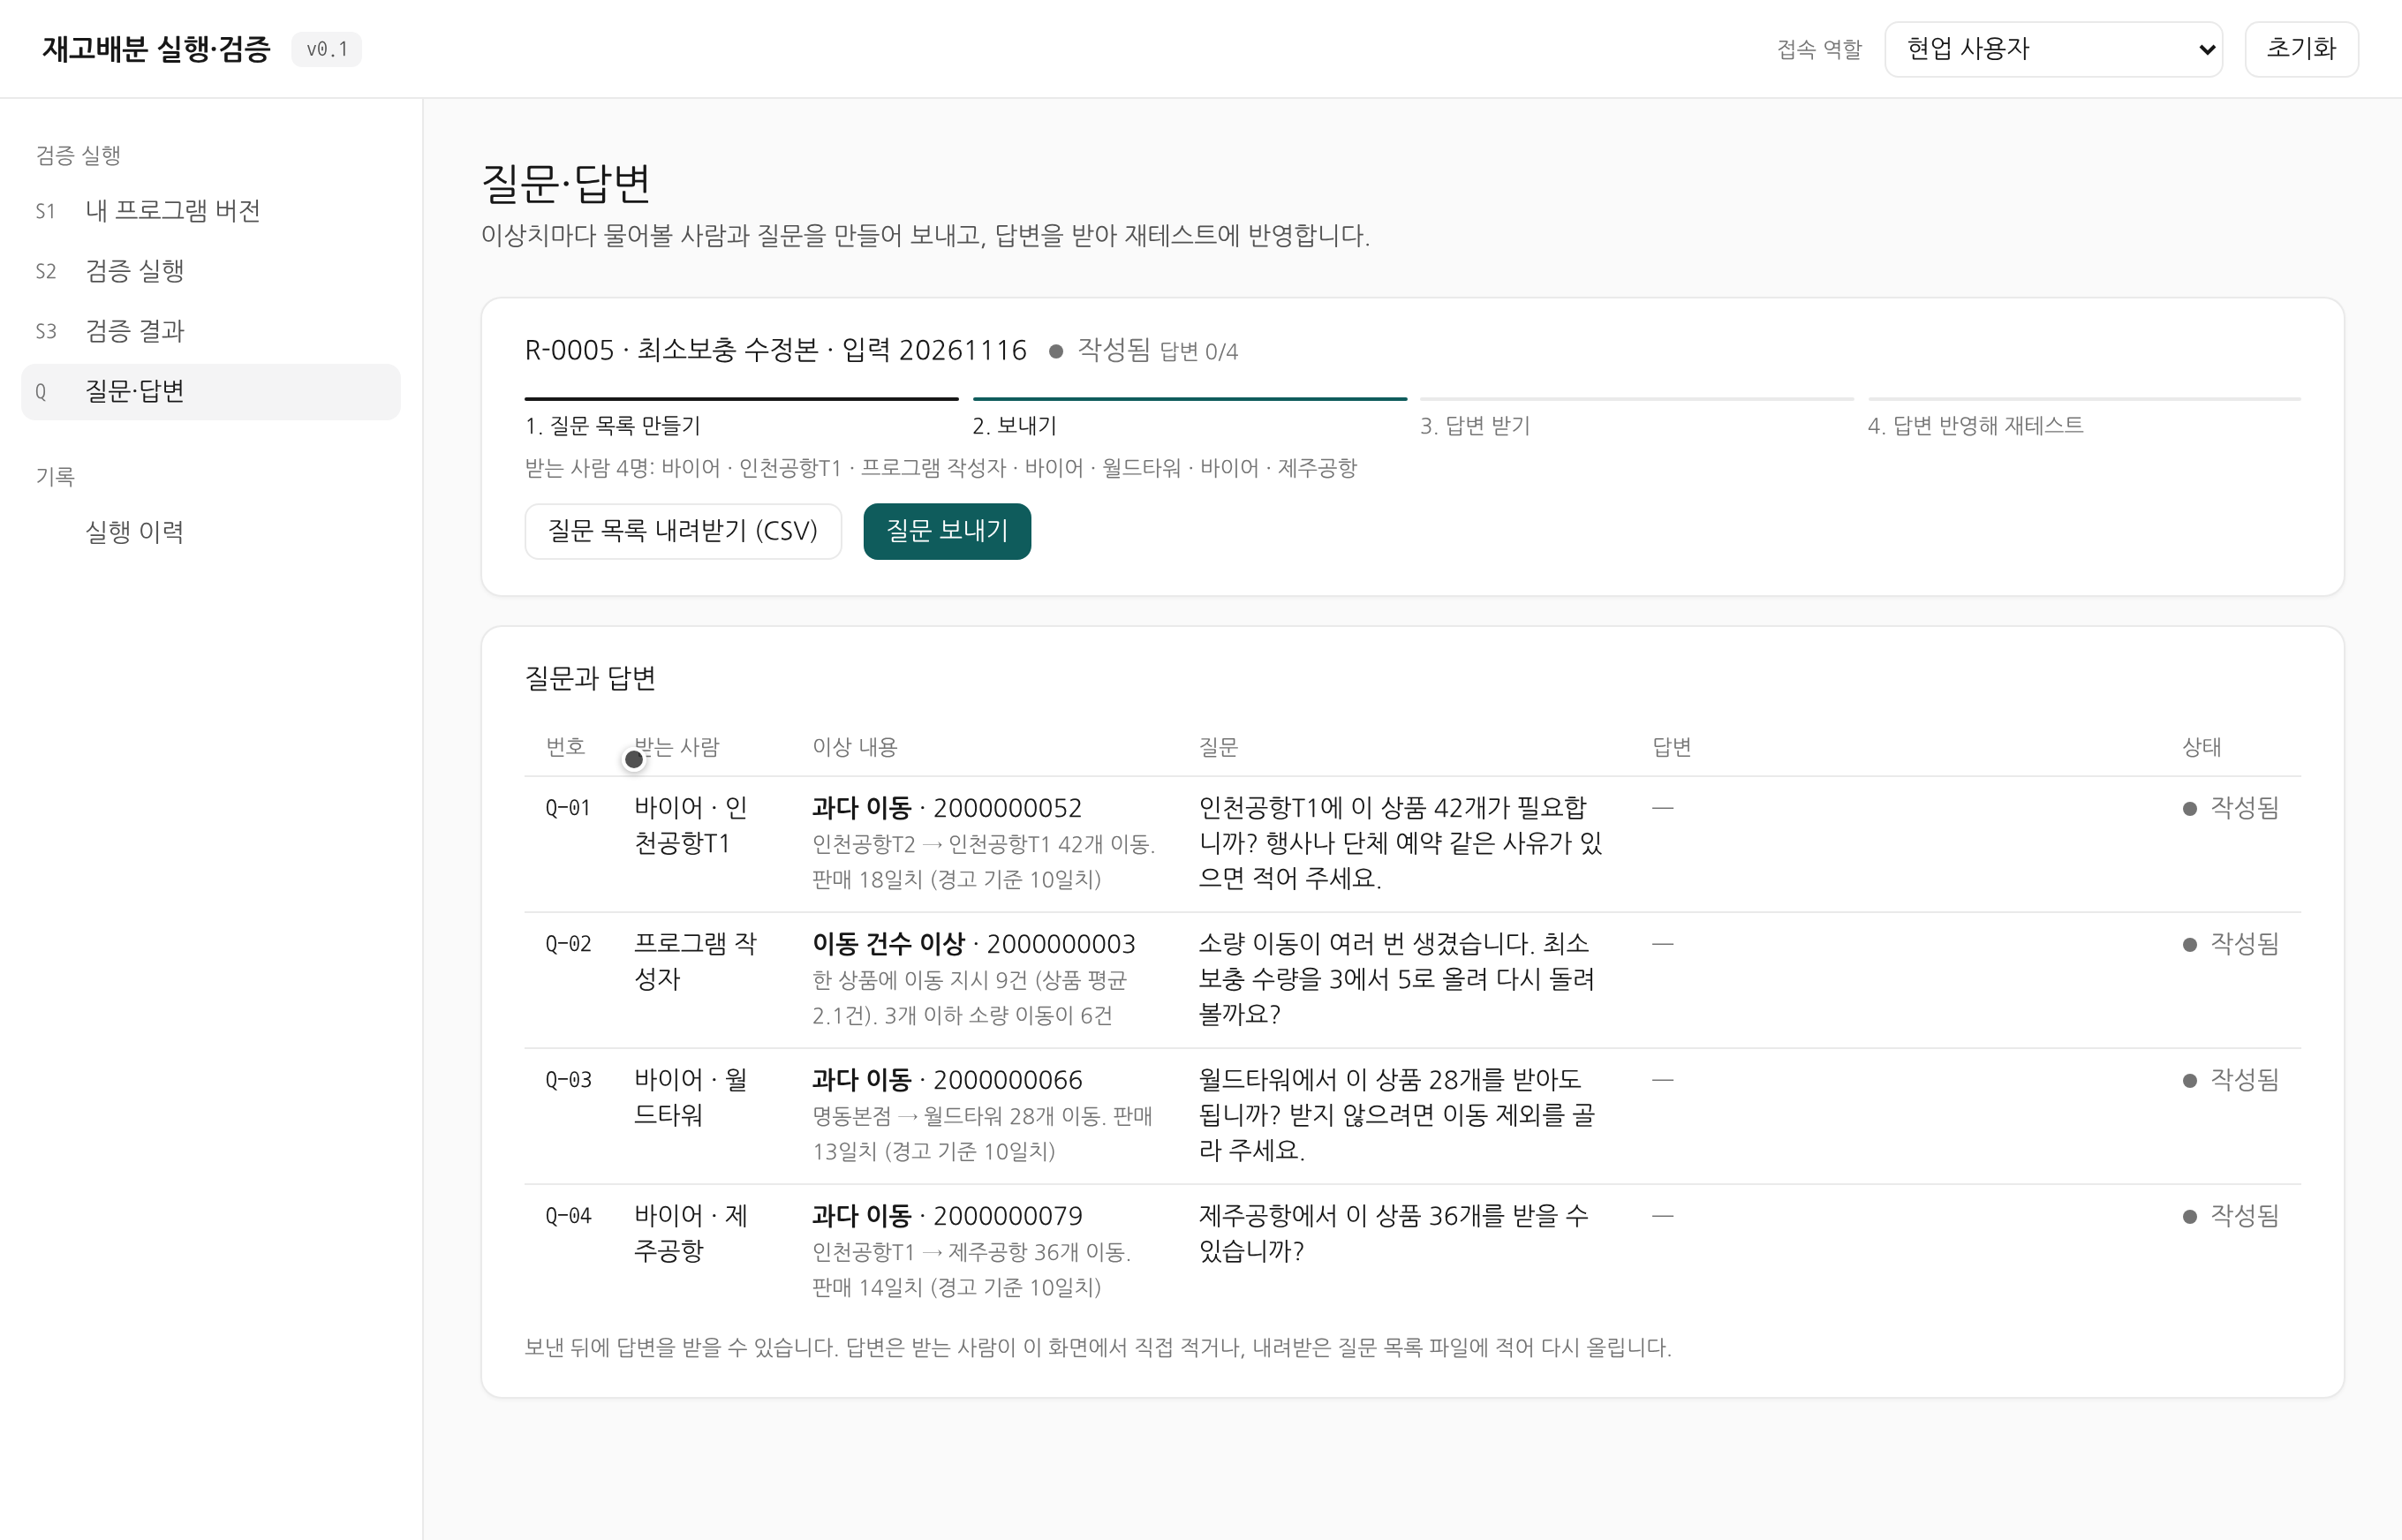 재고배분 실행·검증 v0.1
접속 역할 현업 사용자 초기화
검증 실행
S1 내 프로그램 버전
S2 검증 실행
S3 검증 결과
Q 질문·답변
기록
실행 이력
질문·답변
이상치마다 물어볼 사람과 질문을 만들어 보내고, 답변을 받아 재테스트에 반영합니다.
R-0005 · 최소보충 수정본 · 입력 20261116 작성됨 답변 0/4
1. 질문 목록 만들기
2. 보내기
3. 답변 받기
4. 답변 반영해 재테스트
받는 사람 4명: 바이어 · 인천공항T1 · 프로그램 작성자 · 바이어 · 월드타워 · 바이어 · 제주공항
질문 목록 내려받기 (CSV) 질문 보내기
질문과 답변
번호 받는 사람 이상 내용 질문 답변 상태
Q-01
바이어 · 인
천공항T1
과다 이동 · 2000000052
인천공항T2 → 인천공항T1 42개 이동.
판매 18일치 (경고 기준 10일치)
인천공항T1에 이 상품 42개가 필요합
니까? 행사나 단체 예약 같은 사유가 있
으면 적어 주세요.
—
작성됨
Q-02
프로그램 작
성자
이동 건수 이상 · 2000000003
한 상품에 이동 지시 9건 (상품 평균
2.1건). 3개 이하 소량 이동이 6건
소량 이동이 여러 번 생겼습니다. 최소
보충 수량을 3에서 5로 올려 다시 돌려
볼까요?
—
작성됨
Q-03
바이어 · 월
드타워
과다 이동 · 2000000066
명동본점 → 월드타워 28개 이동. 판매
13일치 (경고 기준 10일치)
월드타워에서 이 상품 28개를 받아도
됩니까? 받지 않으려면 이동 제외를 골
라 주세요.
—
작성됨
Q-04
바이어 · 제
주공항
과다 이동 · 2000000079
인천공항T1 → 제주공항 36개 이동.
판매 14일치 (경고 기준 10일치)
제주공항에서 이 상품 36개를 받을 수
있습니까?
—
작성됨
보낸 뒤에 답변을 받을 수 있습니다. 답변은 받는 사람이 이 화면에서 직접 적거나, 내려받은 질문 목록 파일에 적어 다시 올립니다.